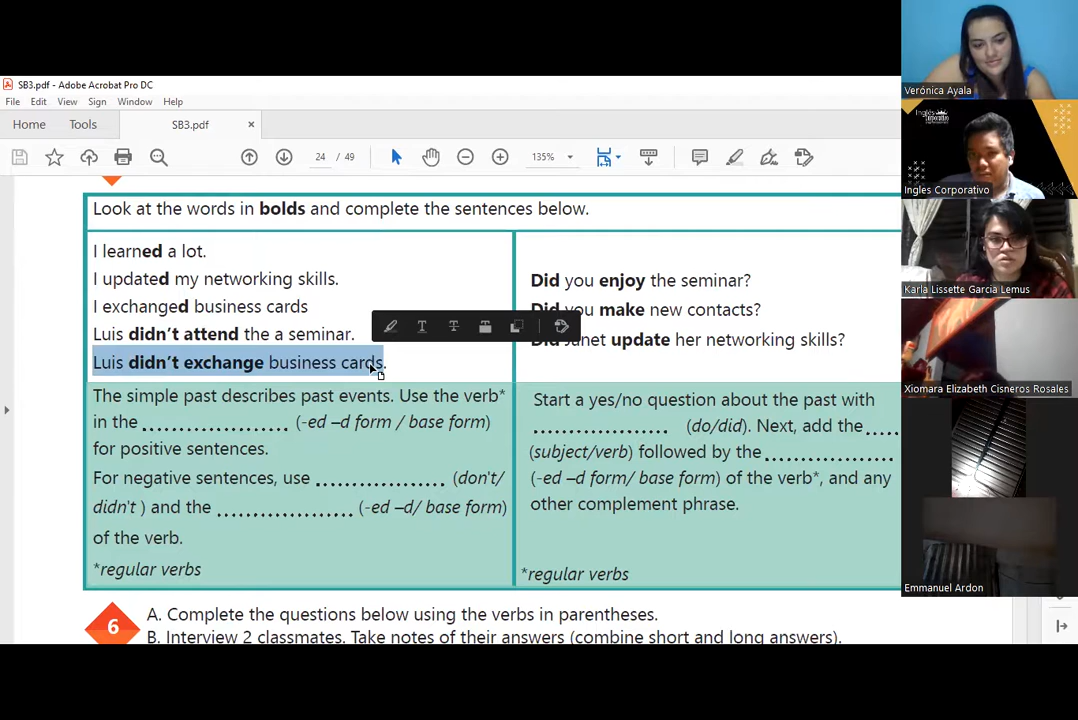 SB3.pdf - Adobe Acrobat Pro DC
File Edit View Sign Window Help
Home Tools SB3.pdf ×
24 / 49 135%
Look at the words in bolds and complete the sentences below.
I learned a lot.
I updated my networking skills.
I exchanged business cards
Luis didn't attend the a seminar.
Luis didn't exchange business cards.
Did you enjoy the seminar?
Did you make new contacts?
Did Janet update her networking skills?
The simple past describes past events. Use the verb*
in the .................... (-ed –d form / base form)
for positive sentences.
For negative sentences, use .................. (don't/
didn't ) and the ................... (-ed –d/ base form)
of the verb.
*regular verbs
Start a yes/no question about the past with
................... (do/did). Next, add the .....
(subject/verb) followed by the ..................
(-ed –d form/ base form) of the verb*, and any
other complement phrase.
*regular verbs
6
A. Complete the questions below using the verbs in parentheses.
B. Interview 2 classmates. Take notes of their answers (combine short and long answers).
Verónica Ayala
Inglés
Corporativo
Ingles Corporativo
Karla Lissette Garcia Lemus
Xiomara Elizabeth Cisneros Rosales
Emmanuel Ardon